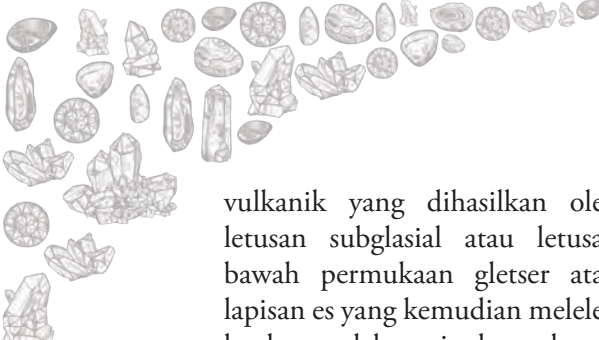 vulkanik yang dihasilkan ole
letusan subglasial atau letusa
bawah permukaan gletser ata
lapisan es yang kemudian melele